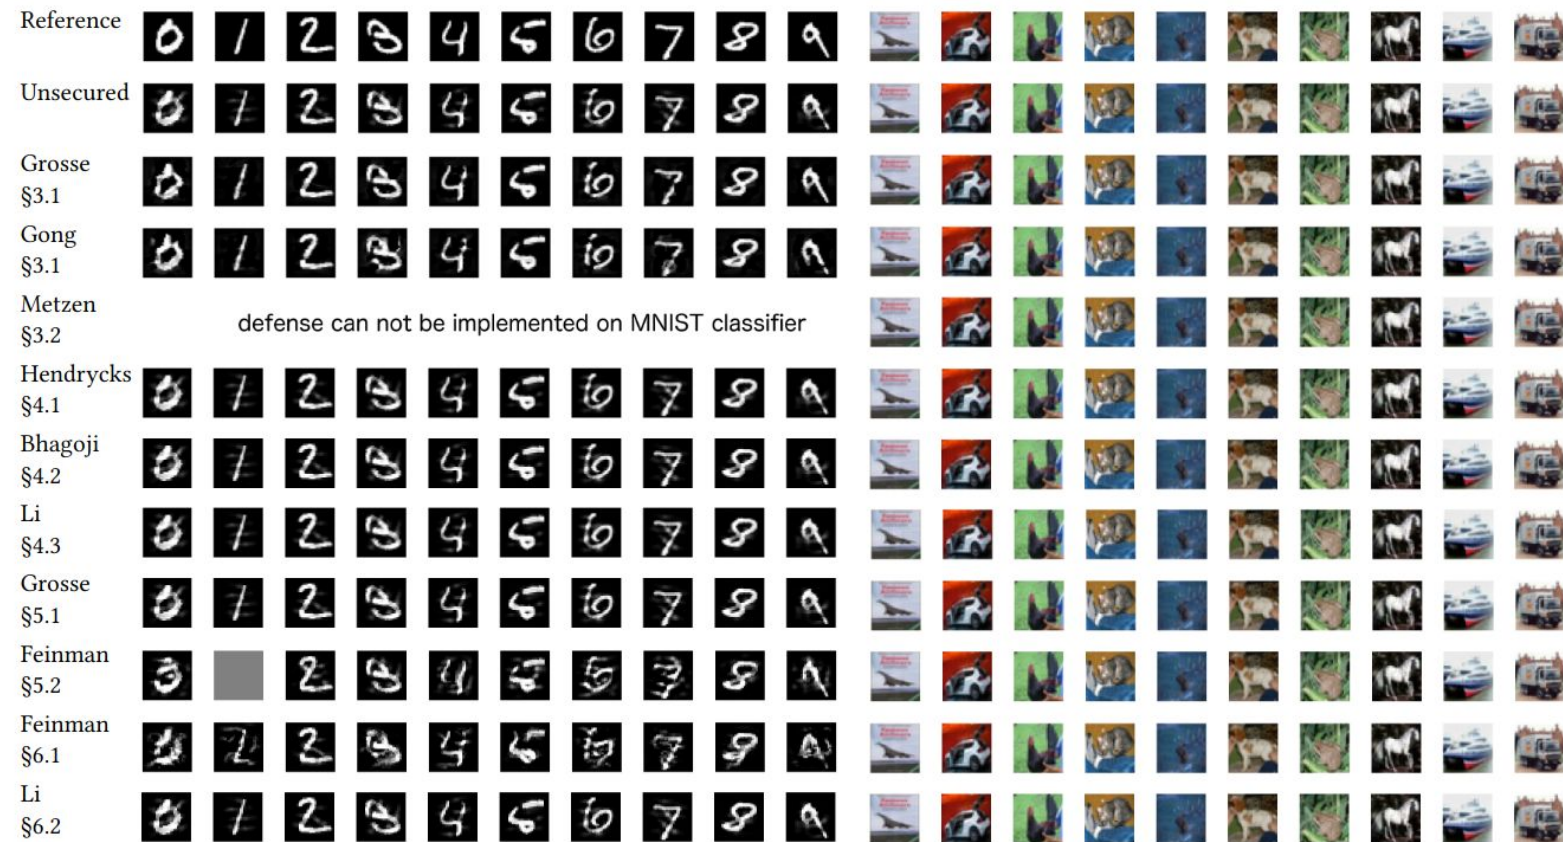 Reference
Unsecured
Grosse
§3.1
Gong
§3.1
Metzen
§3.2
defense can not be implemented on MNIST classifier
Hendrycks
§4.1
Bhagoji
§4.2
Li
§4.3
Grosse
§5.1
Feinman
§5.2
Feinman
§6.1
Li
§6.2